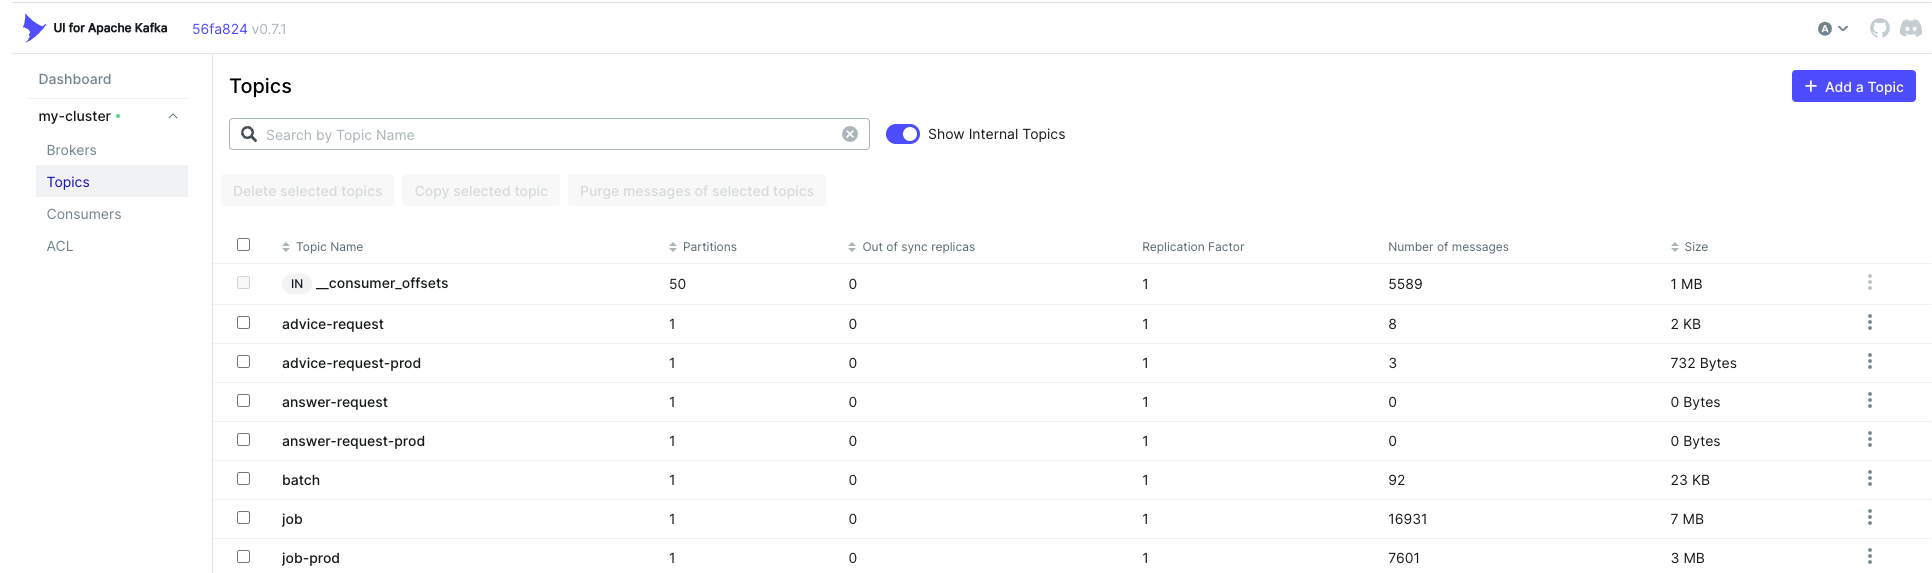 UI for Apache Kafka 56fa824 v0.7.1 A
Dashboard
my-cluster
Brokers
Topics
Consumers
ACL
Topics
+ Add a Topic
Search by Topic Name
Show Internal Topics
Delete selected topics Copy selected topic Purge messages of selected topics
Topic Name Partitions Out of sync replicas Replication Factor Number of messages Size
IN __consumer_offsets 50 0 1 5589 1 MB
advice-request 1 0 1 8 2 KB
advice-request-prod 1 0 1 3 732 Bytes
answer-request 1 0 1 0 0 Bytes
answer-request-prod 1 0 1 0 0 Bytes
batch 1 0 1 92 23 KB
job 1 0 1 16931 7 MB
job-prod 1 0 1 7601 3 MB